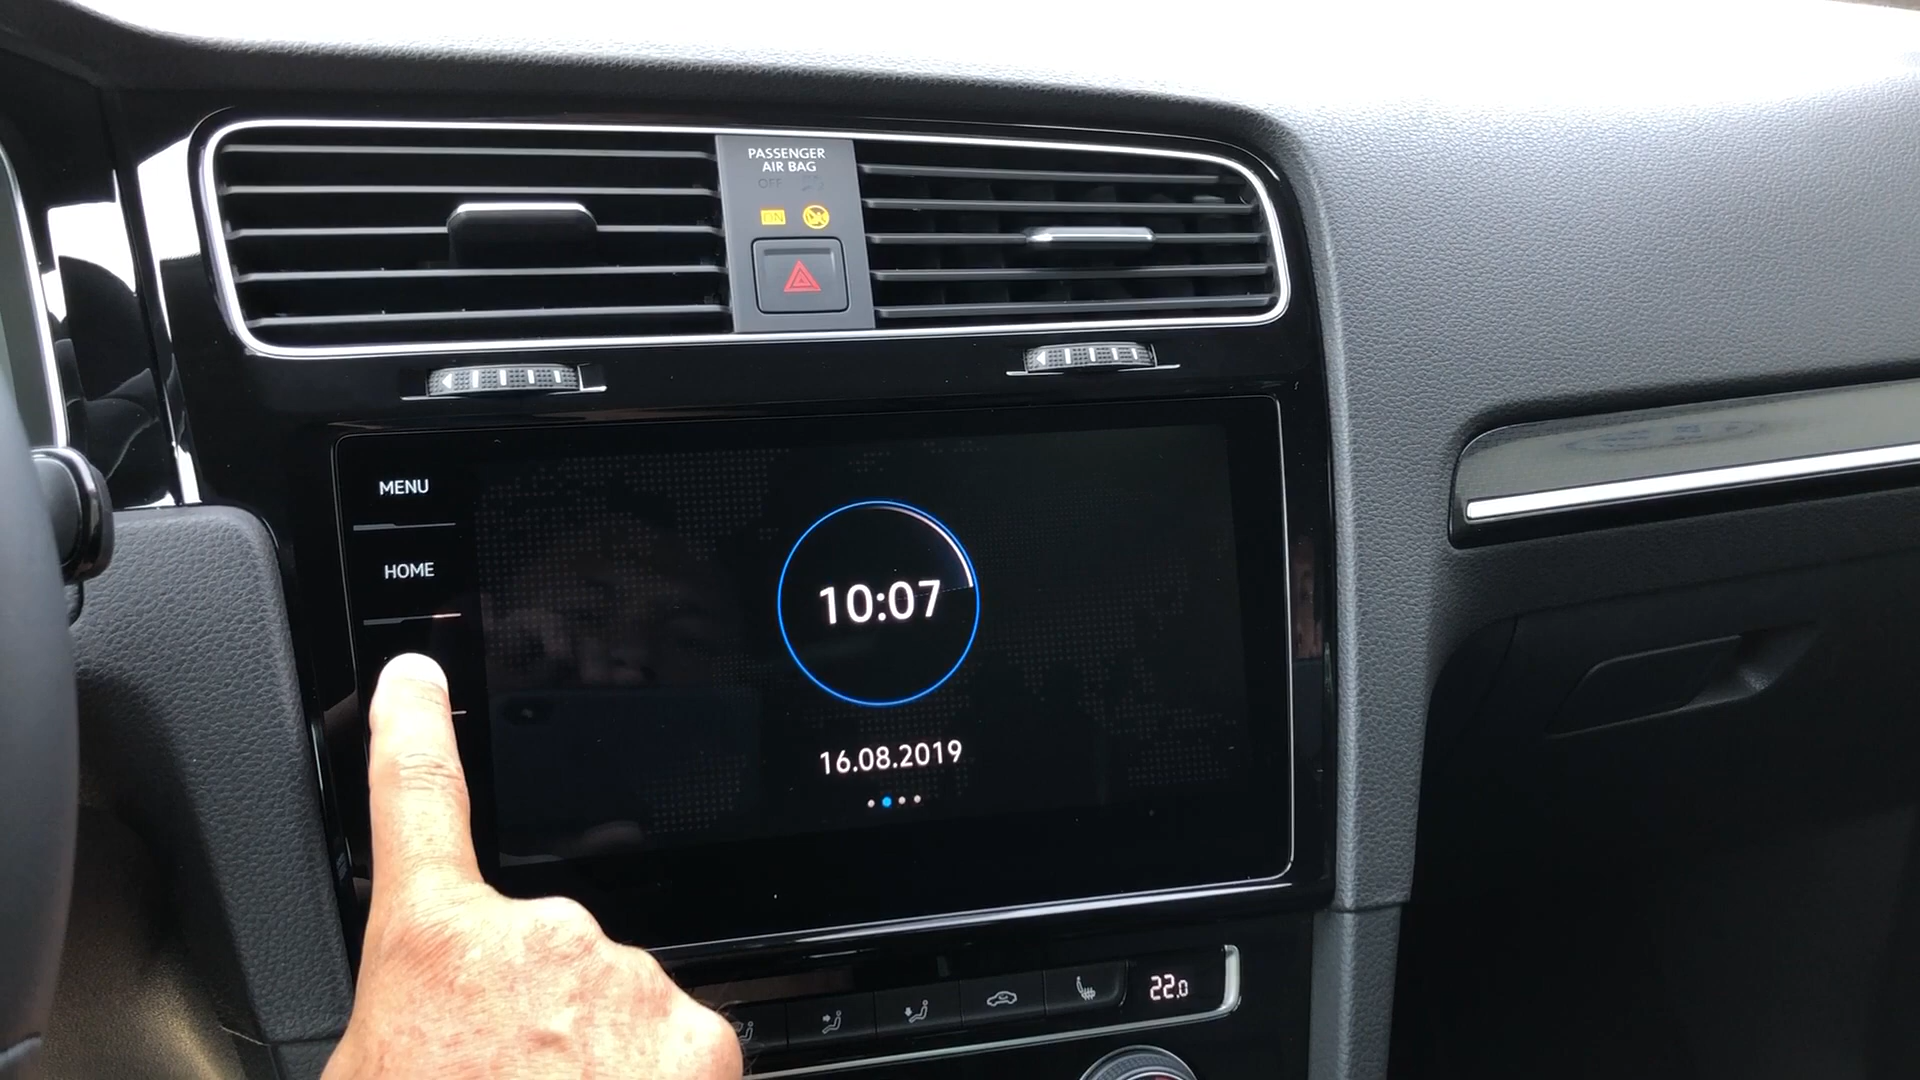 PASSENGER
AIR BAG
OFF
ON
MENU
HOME
10:07
16.08.2019
22.0